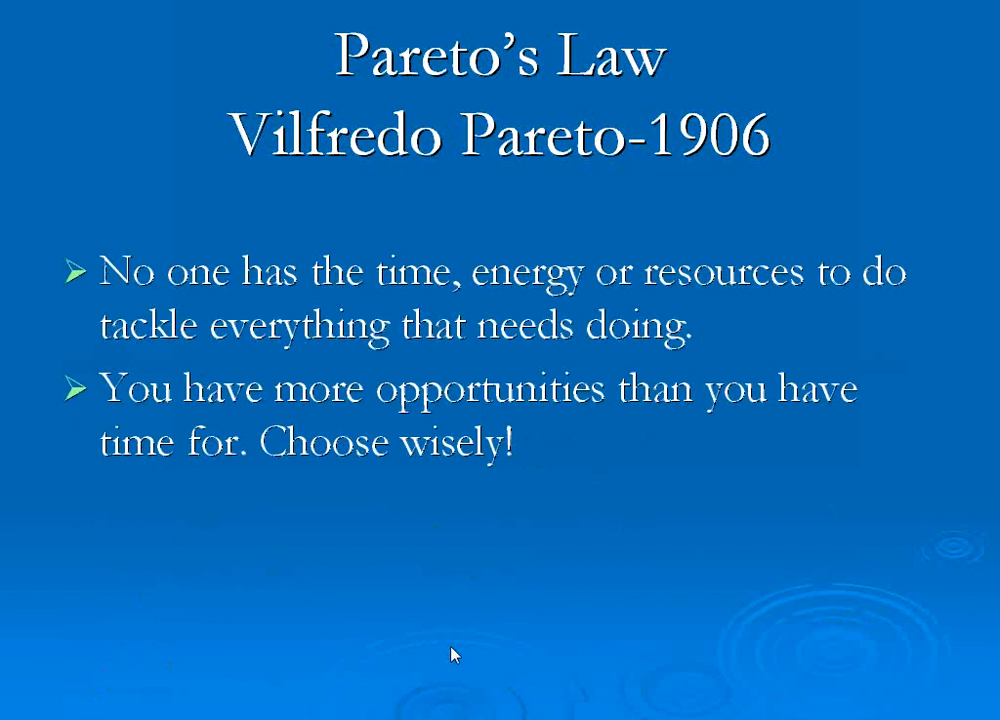 Pareto’s Law
Vilfredo Pareto-1906
No one has the time, energy or resources to do
tackle everything that needs doing.
You have more opportunities than you have
time for. Choose wisely!